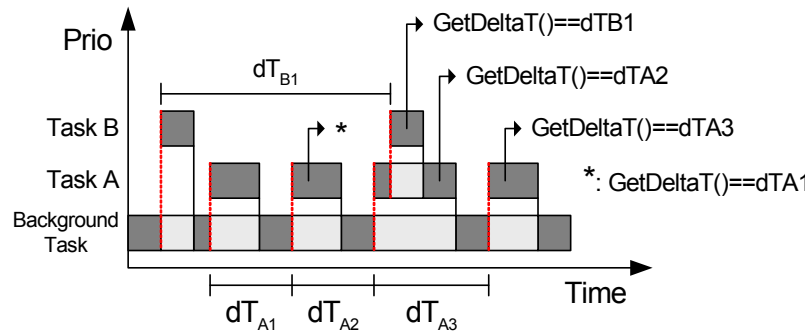 GetDeltaT()==dTB1
Prio
dTB1
GetDeltaT()==dTA2
Task B
*
GetDeltaT()==dTA3
Task A
*: GetDeltaT()==dTA1
Background
Task
Time
dTA1 dTA2 dTA3